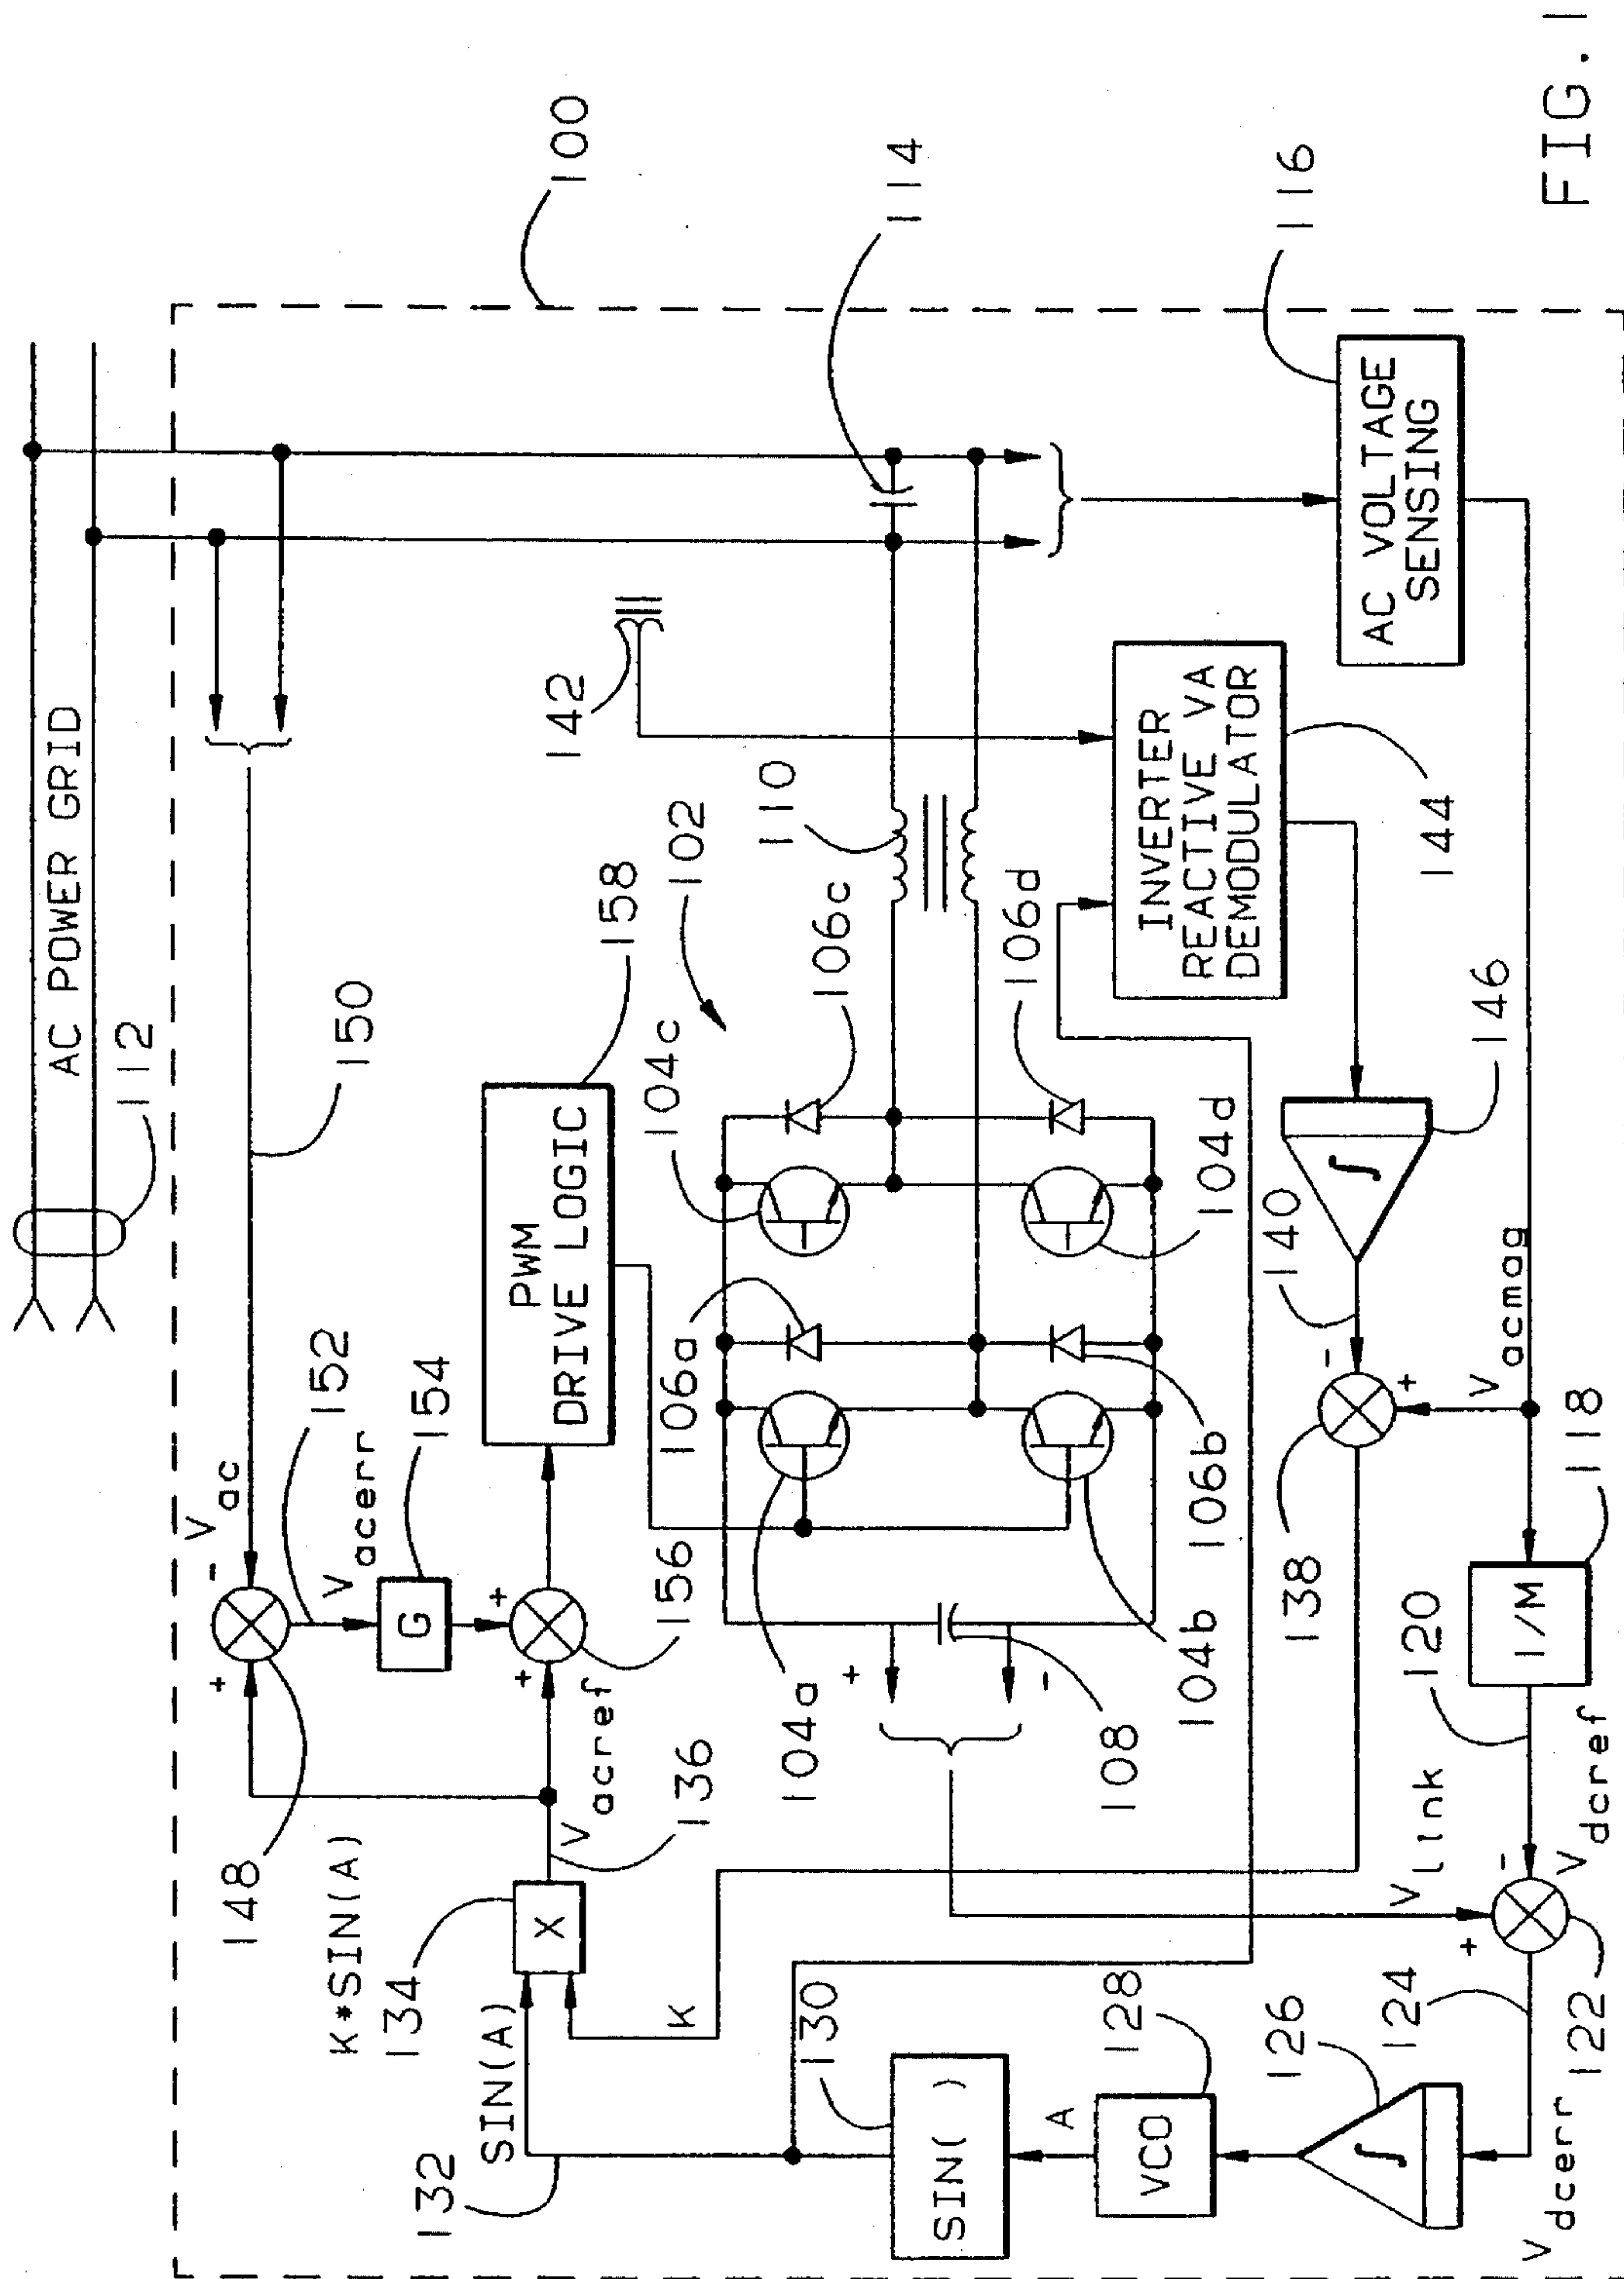 AC POWER GRID
112
100
V ac
150
148
152
V acerr
154
G
K*SIN(A)
134
SIN(A)
132
X
136
V acref
156
PWM
DRIVE LOGIC
158
142
114
K
102
110
104a
106a
104c
106c
+
-
108
104b
106b
104d
106d
130
SIN( )
A
VCO
128
126
∫
124
V dcerr
122
V link
V dcref
120
1/M
118
138
140
∫
146
V acmag
INVERTER
REACTIVE VA
DEMODULATOR
144
AC VOLTAGE
SENSING
116
FIG. 1